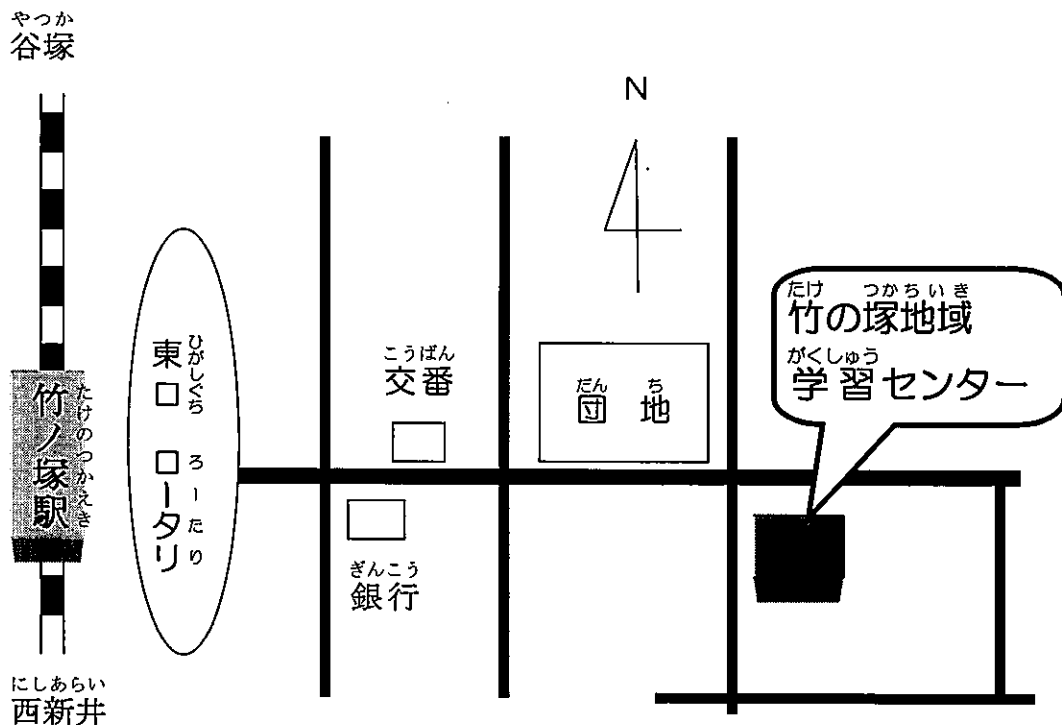 やつか
谷塚
N
たけ つかちいき
竹の塚地域
がくしゅう
学習センター
こうばん
交番
だん ち
団地
ひがしぐち ろーたり
東口 ロータリ
たけのつかえき
竹ノ塚駅
ぎんこう
銀行
にしあらい
西新井